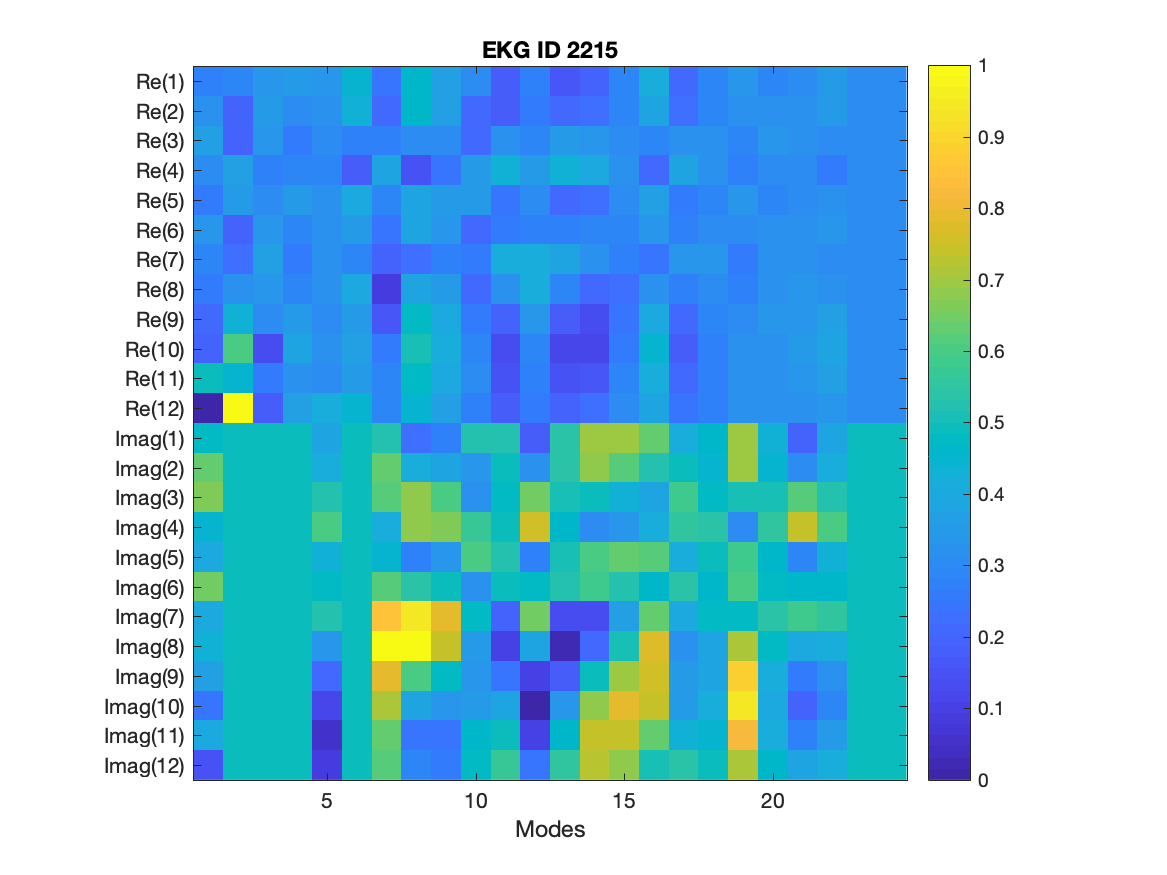 EKG ID 2215
Re(1)
Re(2)
Re(3)
Re(4)
Re(5)
Re(6)
Re(7)
Re(8)
Re(9)
Re(10)
Re(11)
Re(12)
Imag(1)
Imag(2)
Imag(3)
Imag(4)
Imag(5)
Imag(6)
Imag(7)
Imag(8)
Imag(9)
Imag(10)
Imag(11)
Imag(12)
5 10 15 20
Modes
1
0.9
0.8
0.7
0.6
0.5
0.4
0.3
0.2
0.1
0